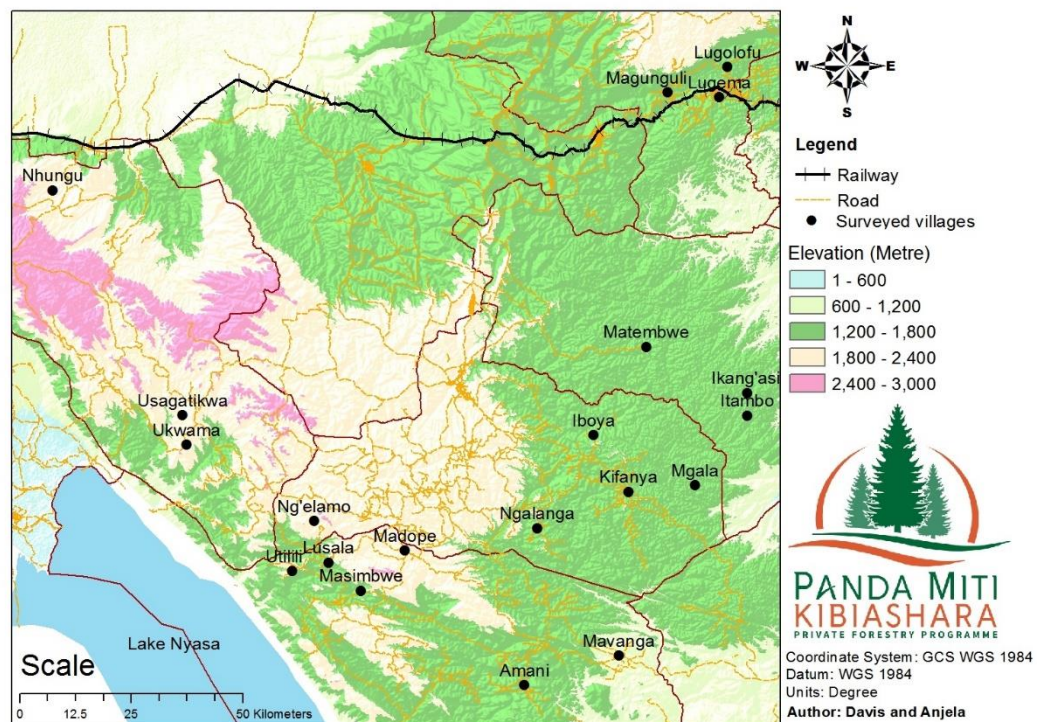 Lugolofu
Magunguli
Lugema
Nhungu
Matembwe
Ikang'asi
Itambo
Usagatikwa
Ukwama
Iboya
Kifanya
Mgala
Ng'elamo
Ngalanga
Madope
Lusala
Utilili
Masimbwe
Lake Nyasa
Mavanga
Amani
Scale
0 12.5 25 50 Kilometers
N
W E
S
Legend
Railway
Road
Surveyed villages
Elevation (Metre)
1 - 600
600 - 1,200
1,200 - 1,800
1,800 - 2,400
2,400 - 3,000
PANDA MITI
KIBIASHARA
PRIVATE FORESTRY PROGRAMME
Coordinate System: GCS WGS 1984
Datum: WGS 1984
Units: Degree
Author: Davis and Anjela